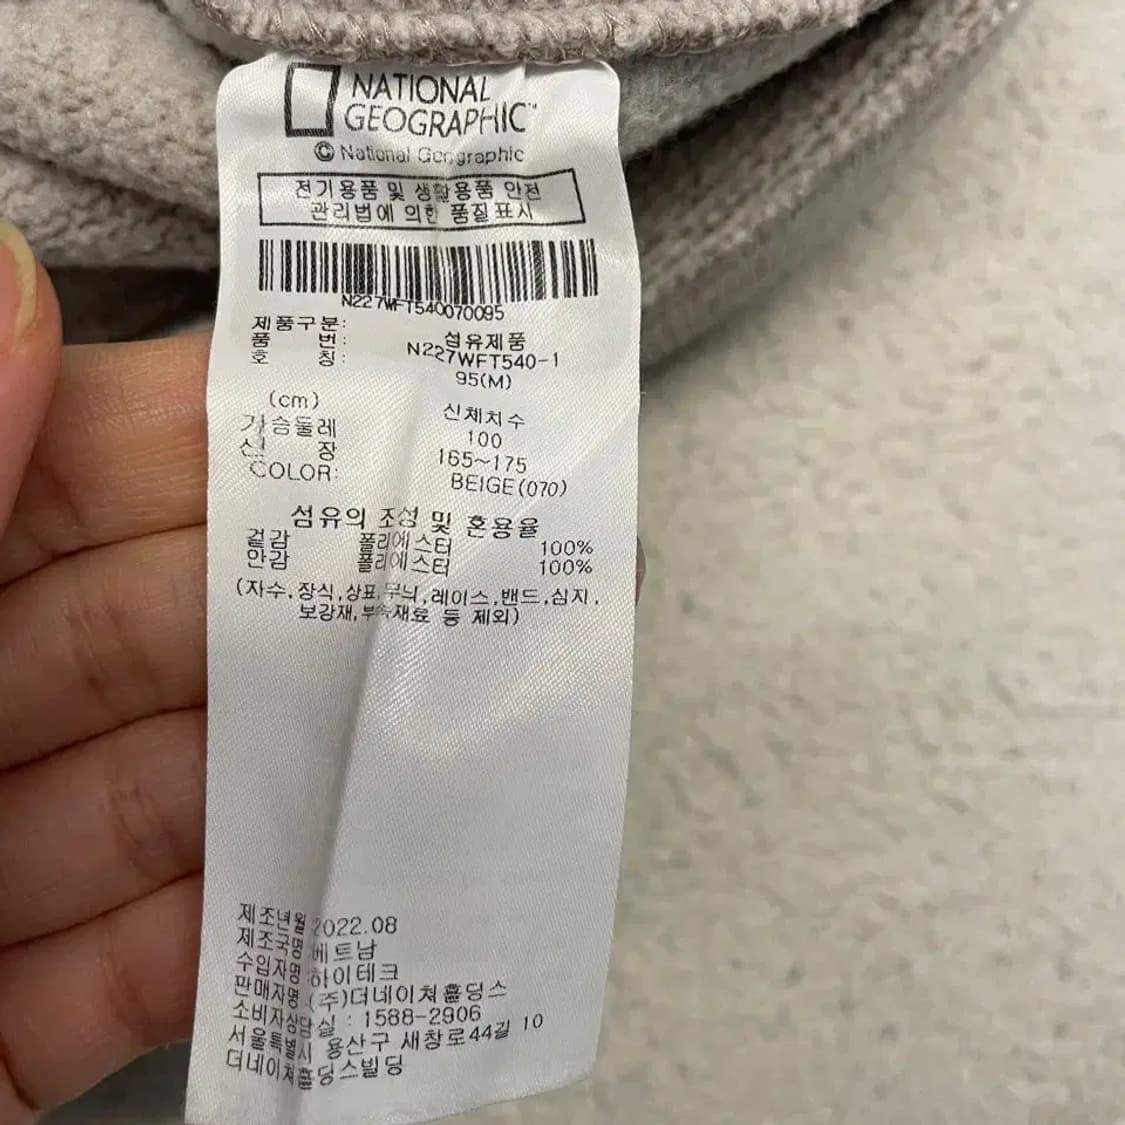 NATIONAL
GEOGRAPHIC™
© National Geographic
전기용품 및 생활용품 안전
관리법에 의한 품질표시
N227WFT540070095
제품구분: 섬유제품
품 번: N227WFT540-1
호 칭: 95(M)
(cm) 신체치수
가슴둘레 100
신 장 165~175
COLOR: BEIGE(070)
섬유의 조성 및 혼용율
겉감 폴리에스터 100%
안감 폴리에스터 100%
(자수,장식,상표,무늬,레이스,밴드,심지,
보강재,부속재료 등 제외)
제조년월 2022.08
제조국명:베트남
수입자명:하이테크
판매자명:(주)더네이쳐홀딩스
소비자상담실 : 1588-2906
서울특별시 용산구 새창로44길 10
더네이쳐홀딩스빌딩